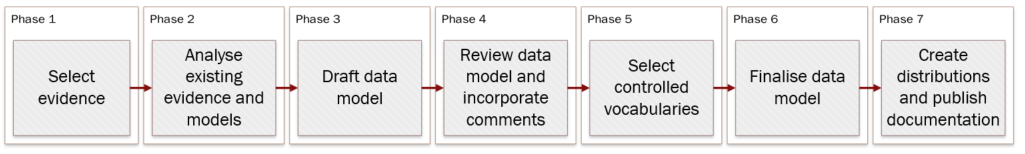 Phase 1
Select
evidence
Phase 2
Analyse
existing
evidence and
models
Phase 3
Draft data
model
Phase 4
Review data
model and
incorporate
comments
Phase 5
Select
controlled
vocabularies
Phase 6
Finalise data
model
Phase 7
Create
distributions
and publish
documentation